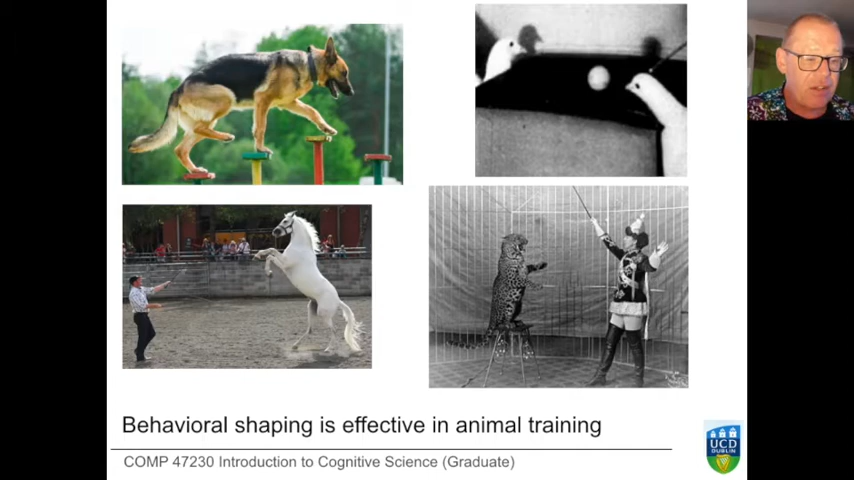 Behavioral shaping is effective in animal training
COMP 47230 Introduction to Cognitive Science (Graduate)
UCD
DUBLIN